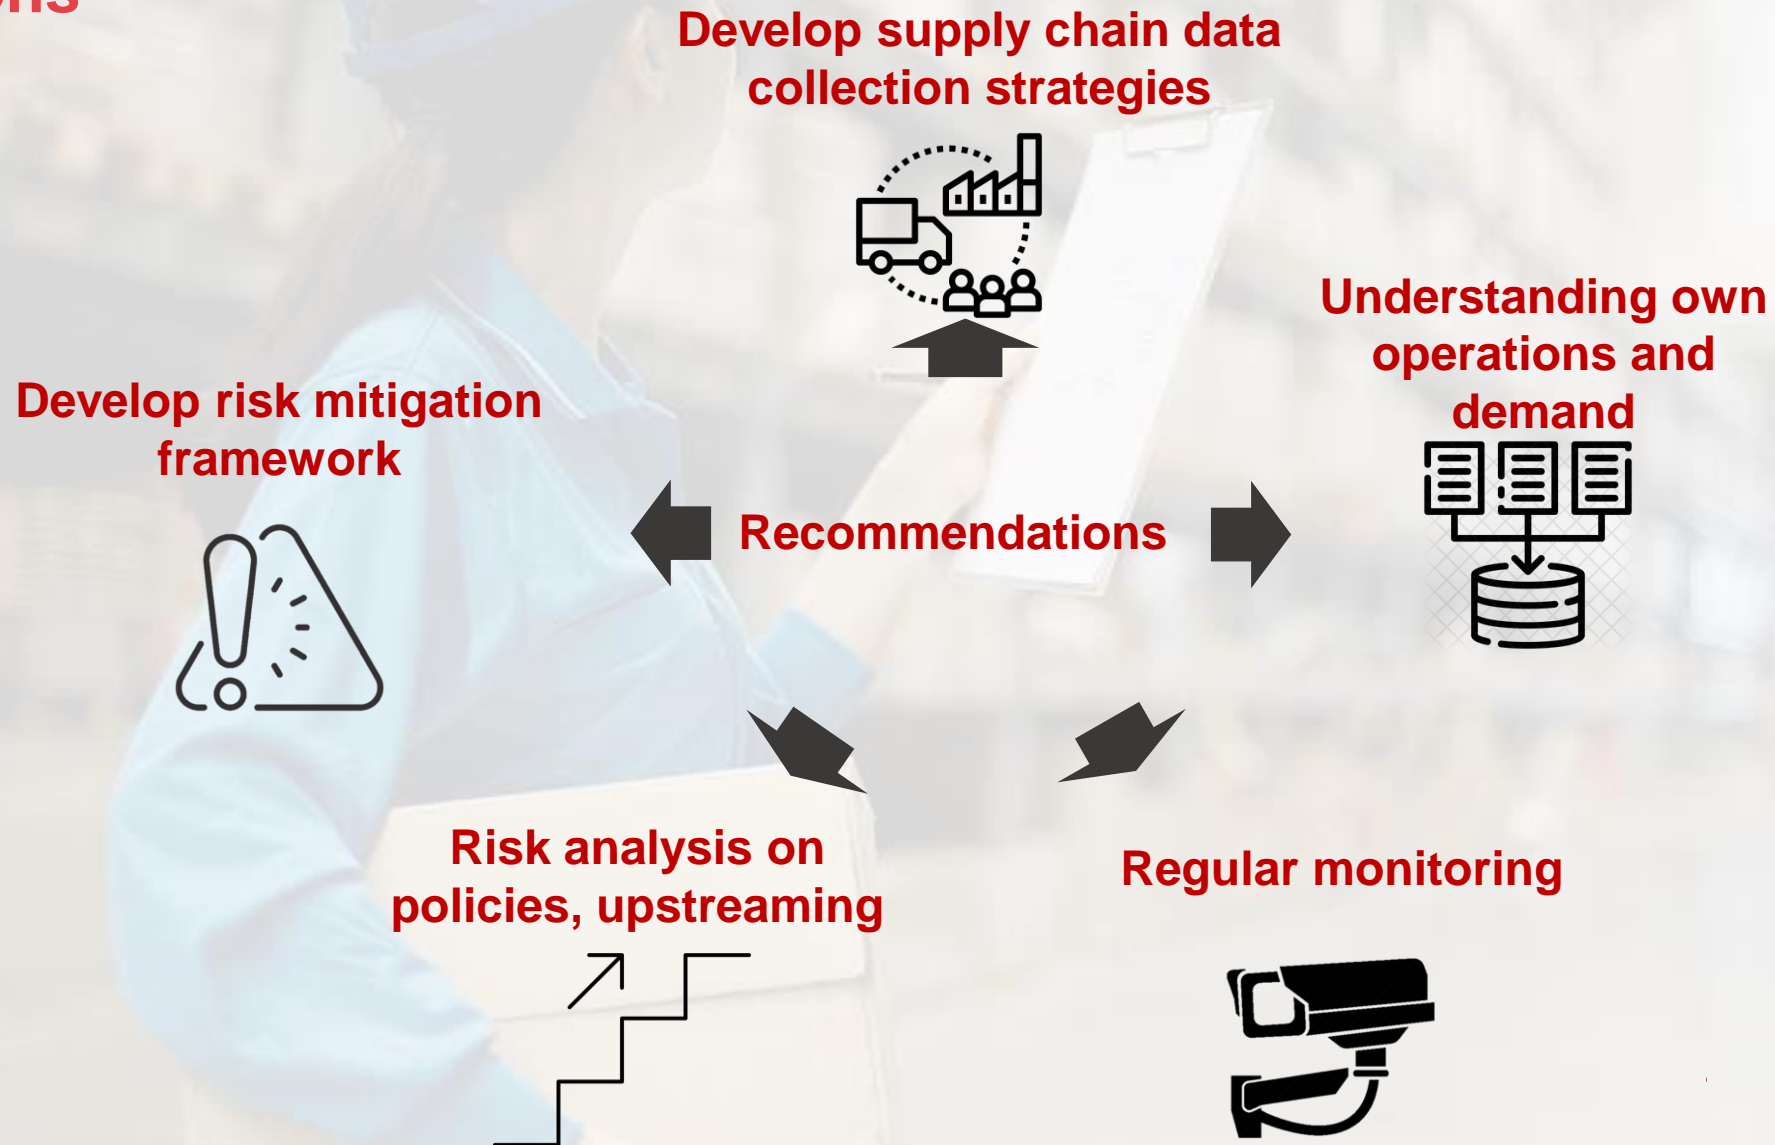 Develop supply chain data
collection strategies
Understanding own
operations and
demand
Develop risk mitigation
framework
Recommendations
Risk analysis on
policies, upstreaming
Regular monitoring